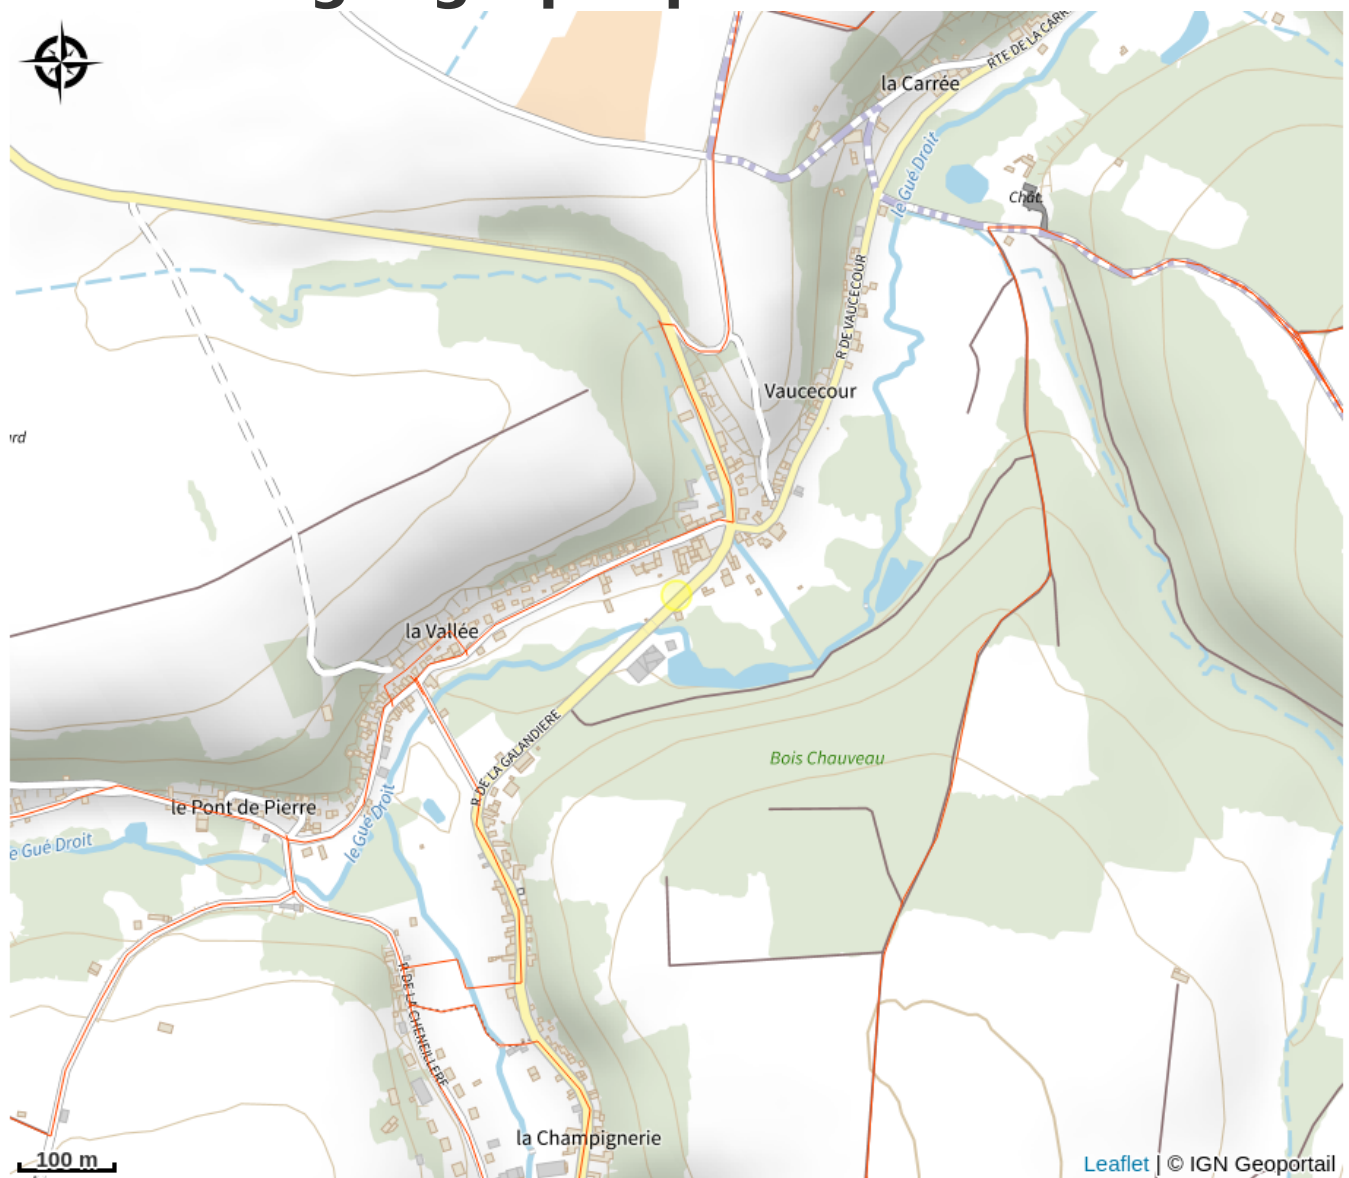 RTE DE LA CARR
la Carrée
le Gué Droit
Chât.
R DE VAUCECOUR
Vaucecour
la Vallée
R DE LA GALANDIERE
Bois Chauveau
le Pont de Pierre
le Gué Droit
e Gué Droit
R DE LA CHENEILLERE
la Champignerie
100 m
Leaflet | © IGN Geoportail